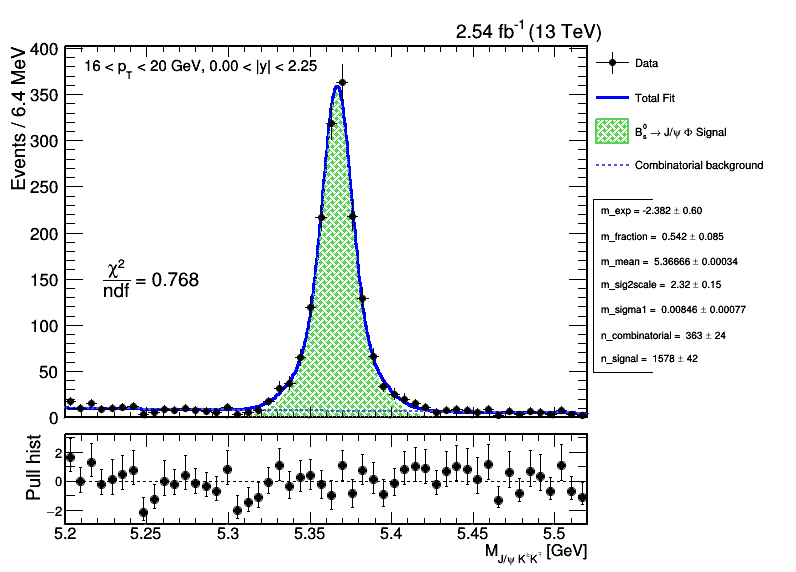 2.54 fb⁻¹ (13 TeV)
Events / 6.4 MeV
400
350
300
250
200
150
100
50
0
16 < p_T < 20 GeV, 0.00 < |y| < 2.25
χ²
ndf = 0.768
Data
Total Fit
B⁰_s → J/ψ Φ Signal
Combinatorial background
m_exp = -2.382 ± 0.60
m_fraction = 0.542 ± 0.085
m_mean = 5.36666 ± 0.00034
m_sig2scale = 2.32 ± 0.15
m_sigma1 = 0.00846 ± 0.00077
n_combinatorial = 363 ± 24
n_signal = 1578 ± 42
Pull hist
2
0
−2
5.2 5.25 5.3 5.35 5.4 5.45 5.5
M_{J/ψ K^±K^∓} [GeV]